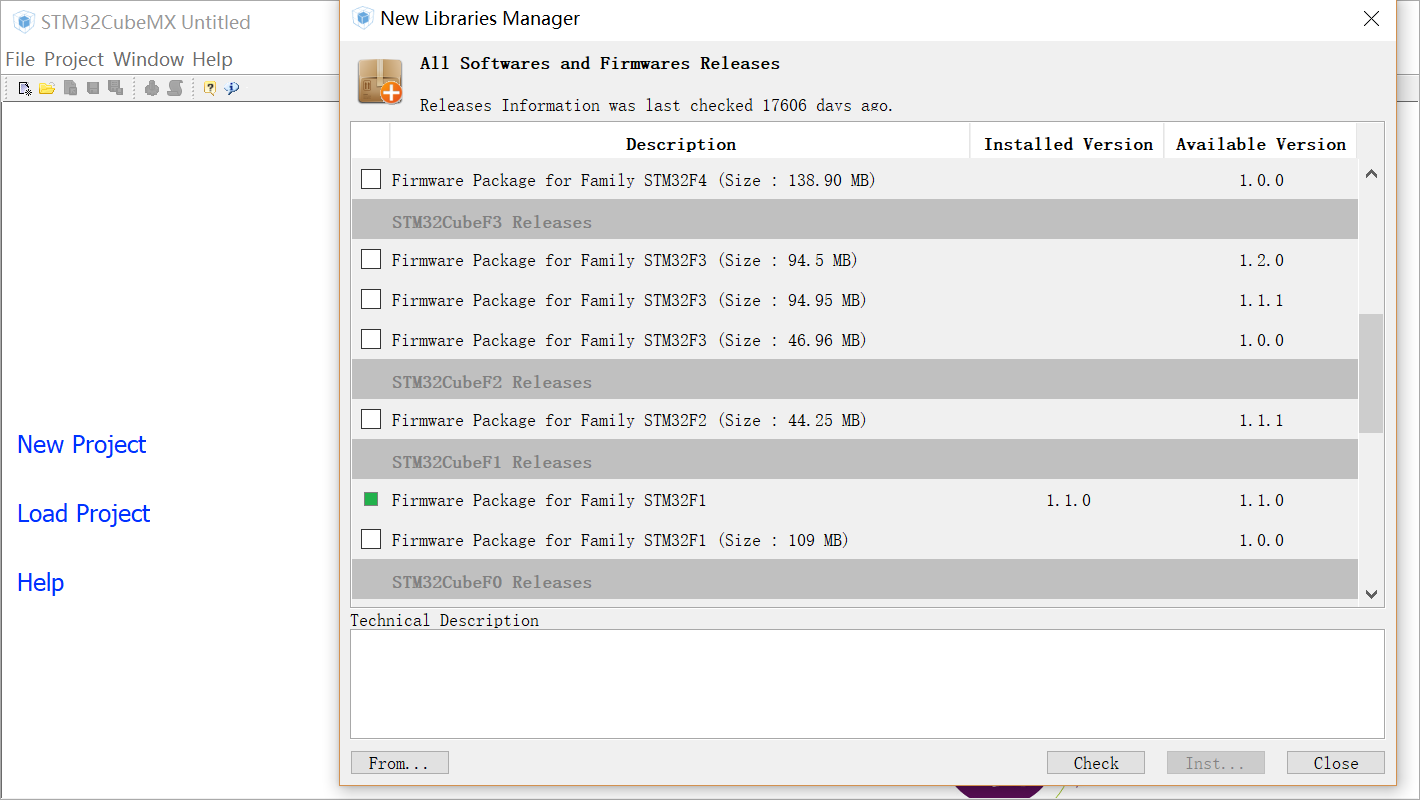 STM32CubeMX Untitled
File Project Window Help
New Project
Load Project
Help
New Libraries Manager
All Softwares and Firmwares Releases
Releases Information was last checked 17606 days ago.
Description Installed Version Available Version
Firmware Package for Family STM32F4 (Size : 138.90 MB) 1.0.0
STM32CubeF3 Releases
Firmware Package for Family STM32F3 (Size : 94.5 MB) 1.2.0
Firmware Package for Family STM32F3 (Size : 94.95 MB) 1.1.1
Firmware Package for Family STM32F3 (Size : 46.96 MB) 1.0.0
STM32CubeF2 Releases
Firmware Package for Family STM32F2 (Size : 44.25 MB) 1.1.1
STM32CubeF1 Releases
Firmware Package for Family STM32F1 1.1.0 1.1.0
Firmware Package for Family STM32F1 (Size : 109 MB) 1.0.0
STM32CubeF0 Releases
Technical Description
From... Check Inst... Close